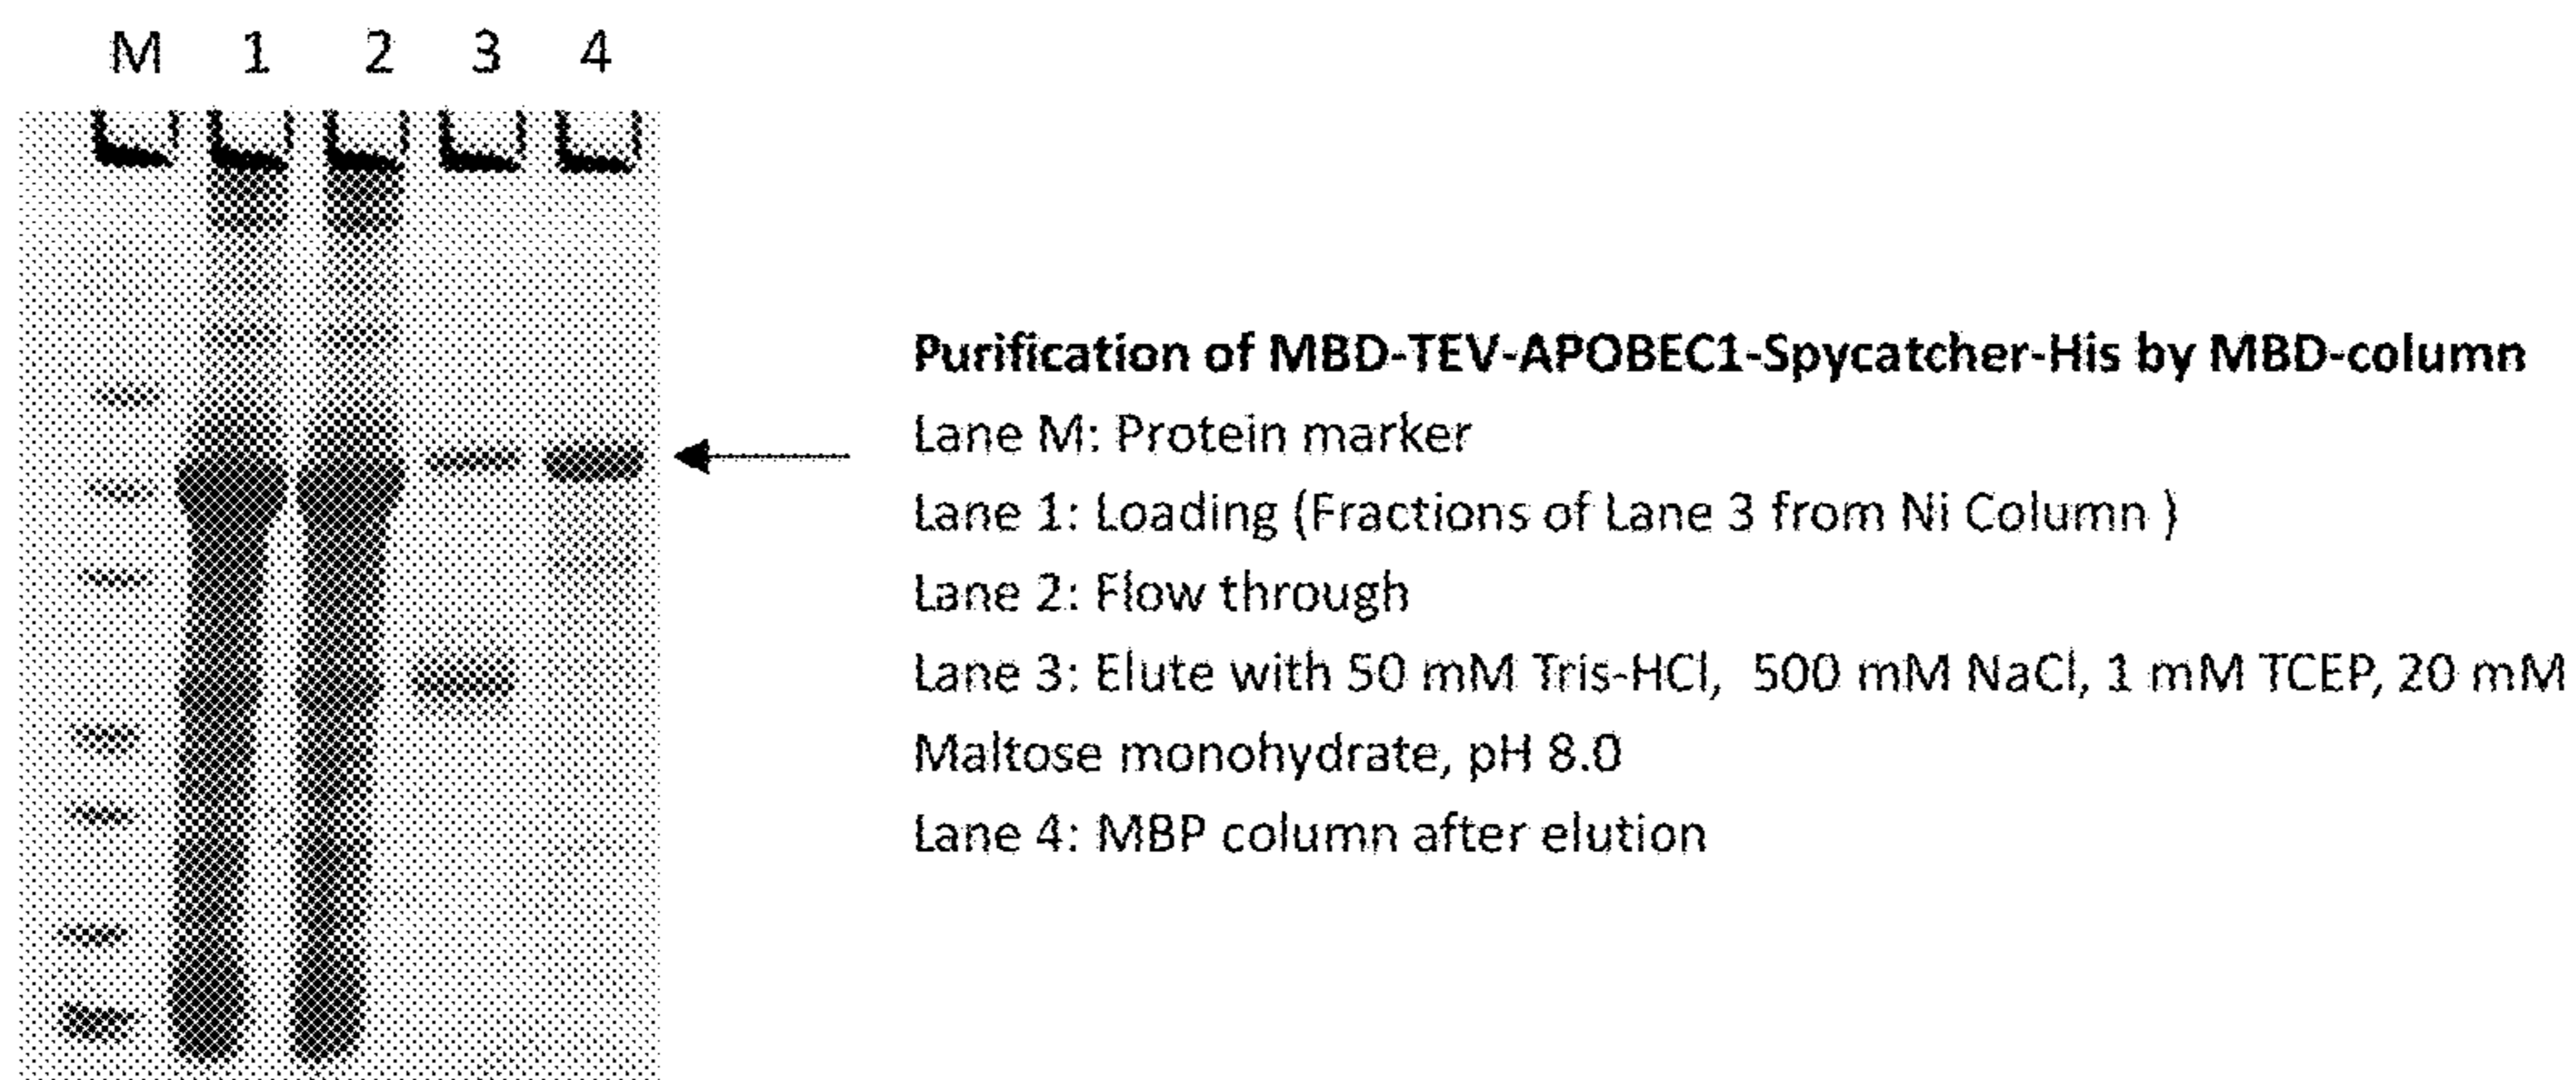 M 1 2 3 4
Purification of MBD-TEV-APOBEC1-Spycatcher-His by MBD-column
Lane M: Protein marker
Lane 1: Loading (Fractions of Lane 3 from Ni Column )
Lane 2: Flow through
Lane 3: Elute with 50 mM Tris-HCl, 500 mM NaCl, 1 mM TCEP, 20 mM
Maltose monohydrate, pH 8.0
Lane 4: MBP column after elution